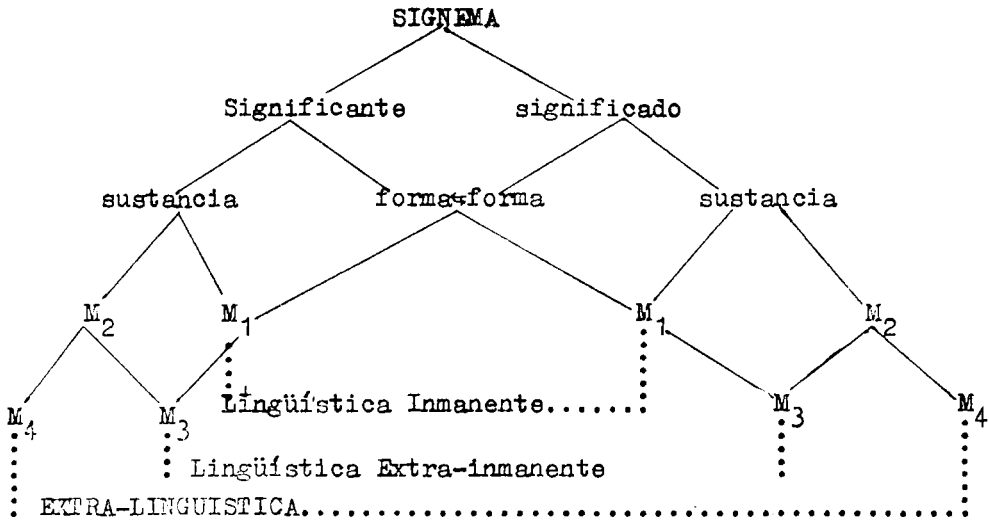 SIGNEMA
Significante significado
sustancia forma⇆forma sustancia
M2 M1 M1 M2
Lingüística Inmanente.......
M4 M3 M3 M4
Lingüística Extra-inmanente
EXTRA-LINGUISTICA